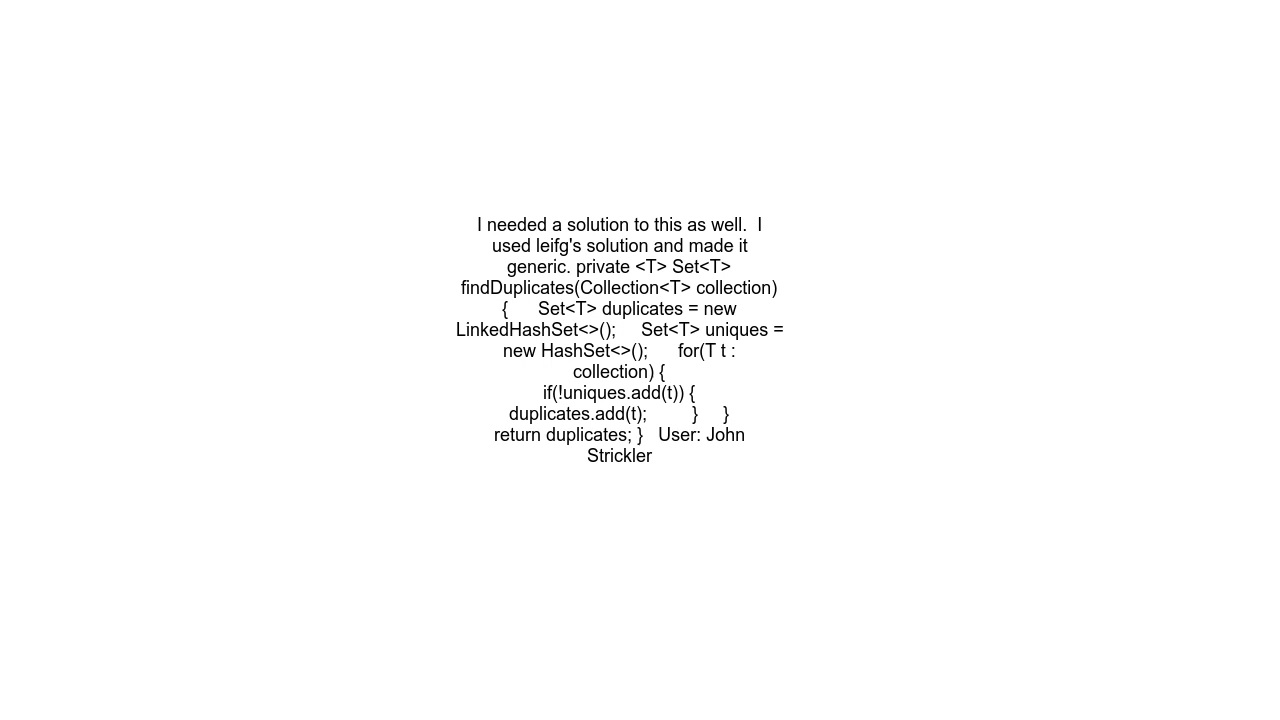 I needed a solution to this as well.  I
used leifg's solution and made it
generic. private <T> Set<T>
findDuplicates(Collection<T> collection)
{      Set<T> duplicates = new
LinkedHashSet<>();     Set<T> uniques =
new HashSet<>();      for(T t :
collection) {
if(!uniques.add(t)) {
duplicates.add(t);         }     }
return duplicates; }   User: John
Strickler